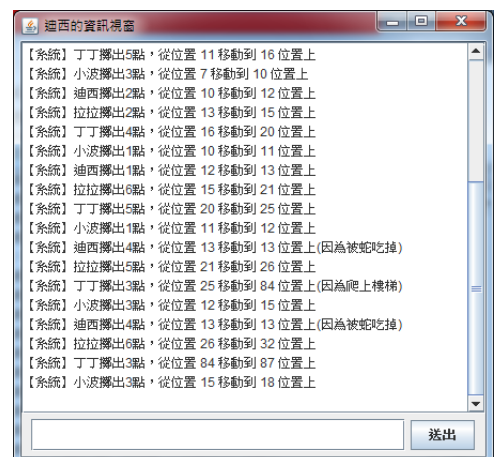 迪西的資訊視窗
【系統】丁丁擲出5點，從位置 11 移動到 16 位置上
【系統】小波擲出3點，從位置 7 移動到 10 位置上
【系統】迪西擲出2點，從位置 10 移動到 12 位置上
【系統】拉拉擲出2點，從位置 13 移動到 15 位置上
【系統】丁丁擲出4點，從位置 16 移動到 20 位置上
【系統】小波擲出1點，從位置 10 移動到 11 位置上
【系統】迪西擲出1點，從位置 12 移動到 13 位置上
【系統】拉拉擲出6點，從位置 15 移動到 21 位置上
【系統】丁丁擲出5點，從位置 20 移動到 25 位置上
【系統】小波擲出1點，從位置 11 移動到 12 位置上
【系統】迪西擲出4點，從位置 13 移動到 13 位置上(因為被蛇吃掉)
【系統】拉拉擲出5點，從位置 21 移動到 26 位置上
【系統】丁丁擲出3點，從位置 25 移動到 84 位置上(因為爬上樓梯)
【系統】小波擲出3點，從位置 12 移動到 15 位置上
【系統】迪西擲出4點，從位置 13 移動到 13 位置上(因為被蛇吃掉)
【系統】拉拉擲出6點，從位置 26 移動到 32 位置上
【系統】丁丁擲出3點，從位置 84 移動到 87 位置上
【系統】小波擲出3點，從位置 15 移動到 18 位置上
送出